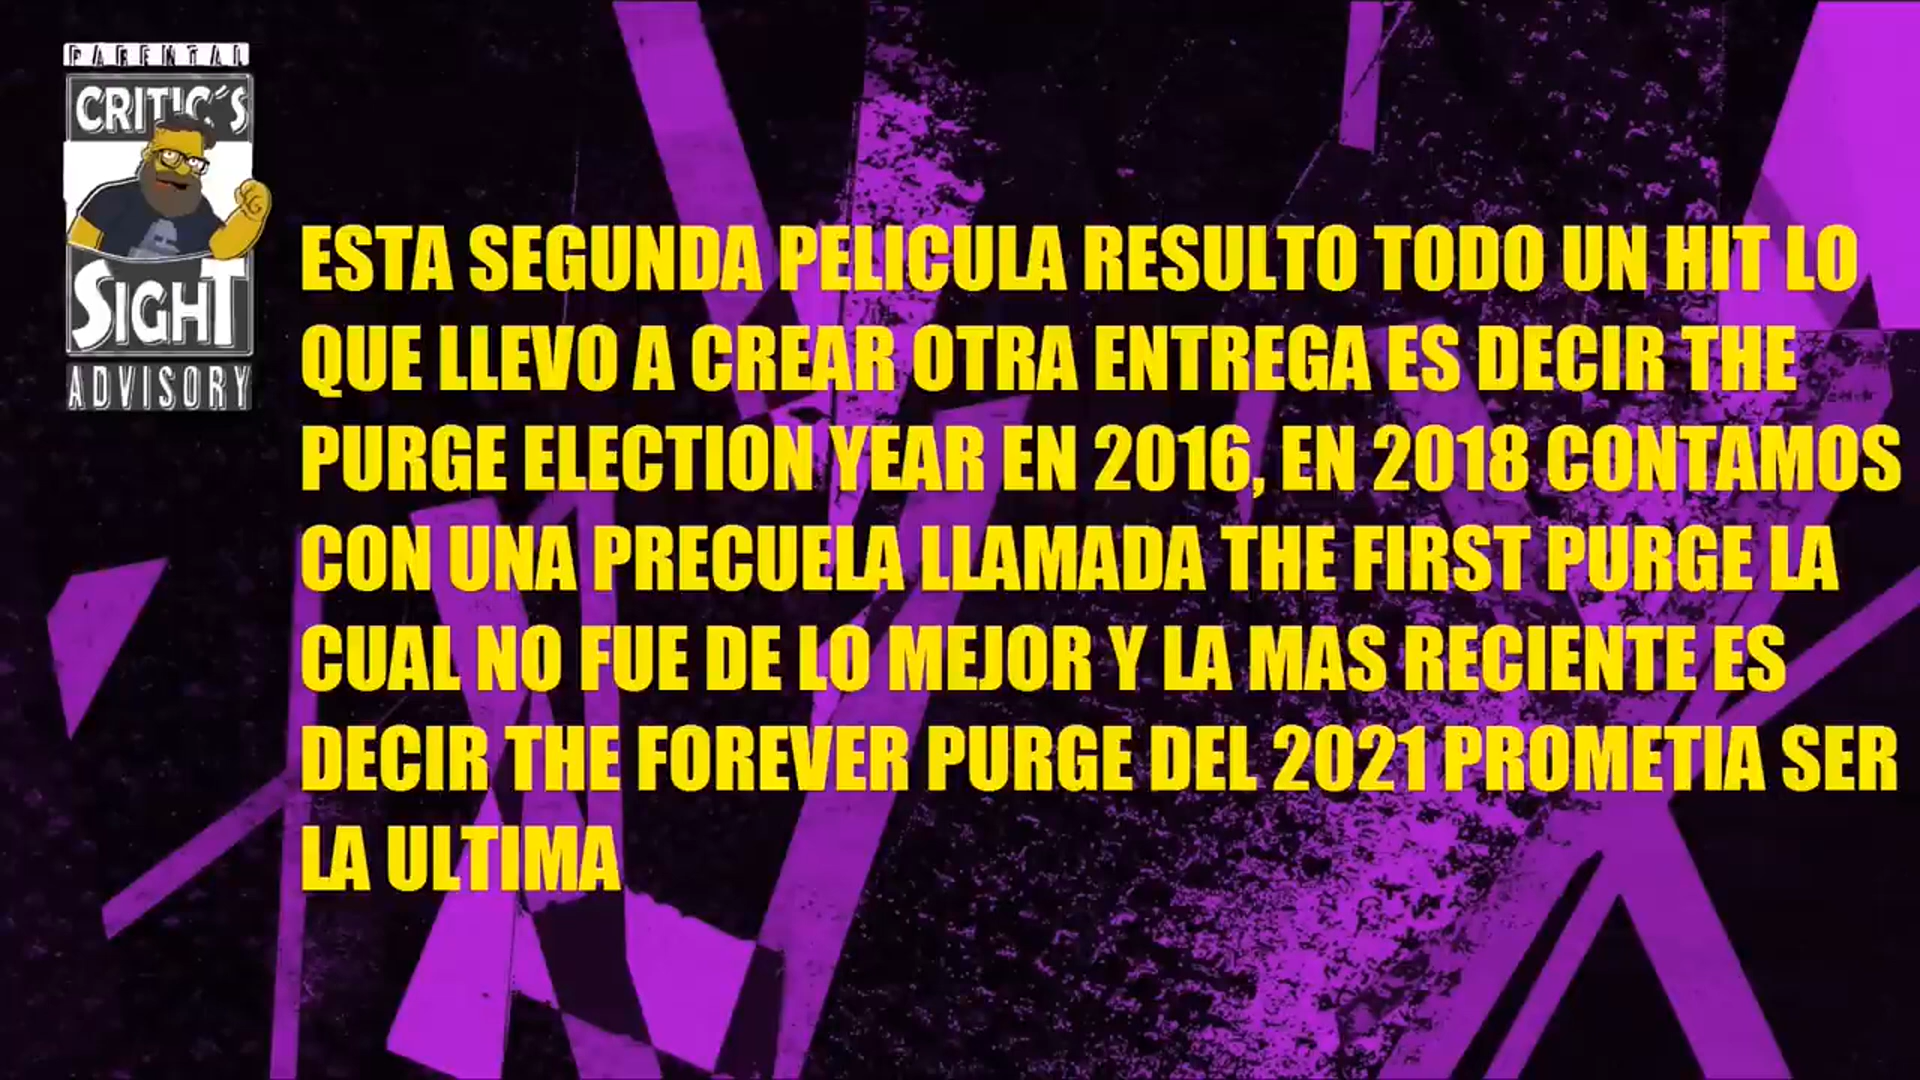 PARENTAL
CRITIC´S
SIGHT
ADVISORY
ESTA SEGUNDA PELICULA RESULTO TODO UN HIT LO
QUE LLEVO A CREAR OTRA ENTREGA ES DECIR THE
PURGE ELECTION YEAR EN 2016, EN 2018 CONTAMOS
CON UNA PRECUELA LLAMADA THE FIRST PURGE LA
CUAL NO FUE DE LO MEJOR Y LA MAS RECIENTE ES
DECIR THE FOREVER PURGE DEL 2021 PROMETIA SER
LA ULTIMA